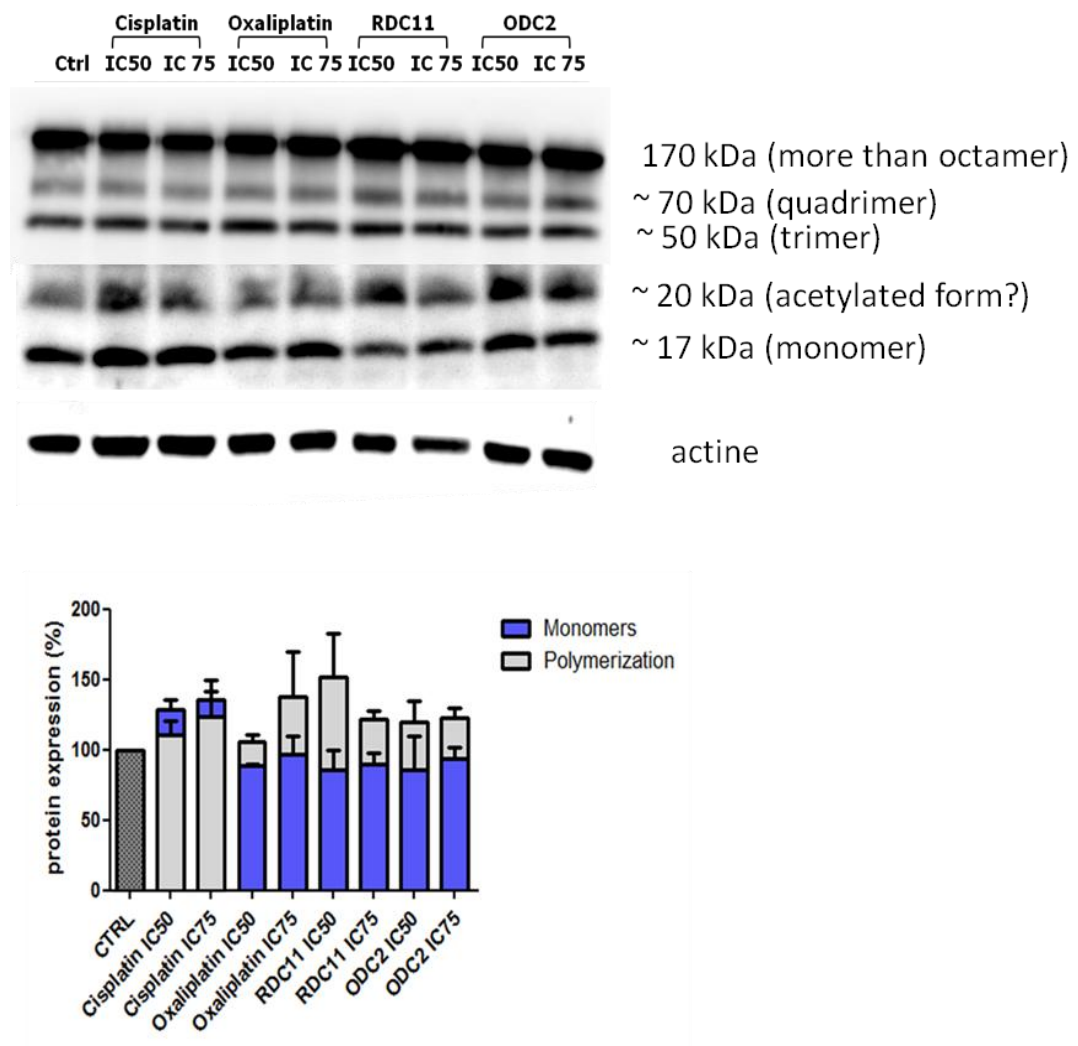 Cisplatin Oxaliplatin RDC11 ODC2
Ctrl IC50 IC 75 IC50 IC 75 IC50 IC 75 IC50 IC 75
170 kDa (more than octamer)
~ 70 kDa (quadrimer)
~ 50 kDa (trimer)
~ 20 kDa (acetylated form?)
~ 17 kDa (monomer)
actine
protein expression (%)
200
150
100
50
0
Monomers
Polymerization
CTRL
Cisplatin IC50
Cisplatin IC75
Oxaliplatin IC50
Oxaliplatin IC75
RDC11 IC50
RDC11 IC75
ODC2 IC50
ODC2 IC75